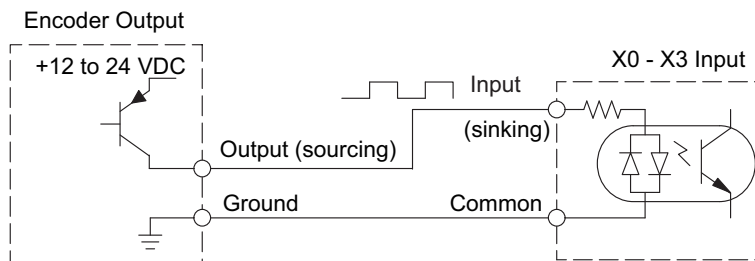 Encoder Output
+12 to 24 VDC
X0 - X3 Input
Input
(sinking)
Output (sourcing)
Ground
Common